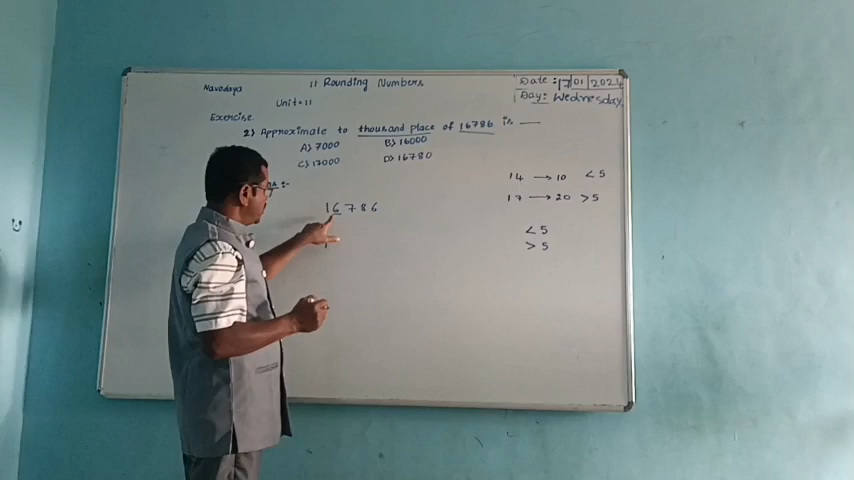 Navodaya
11 Rounding Numbers
Date : 17/01/2024
Day: Wednesday
Unit=11
Exercise
2) Approximate to thousand place of 16786 is —
A) 7000 B) 16000
C) 17000 D) 16780
14 → 10 < 5
17 → 20 > 5
16786
< 5
> 5